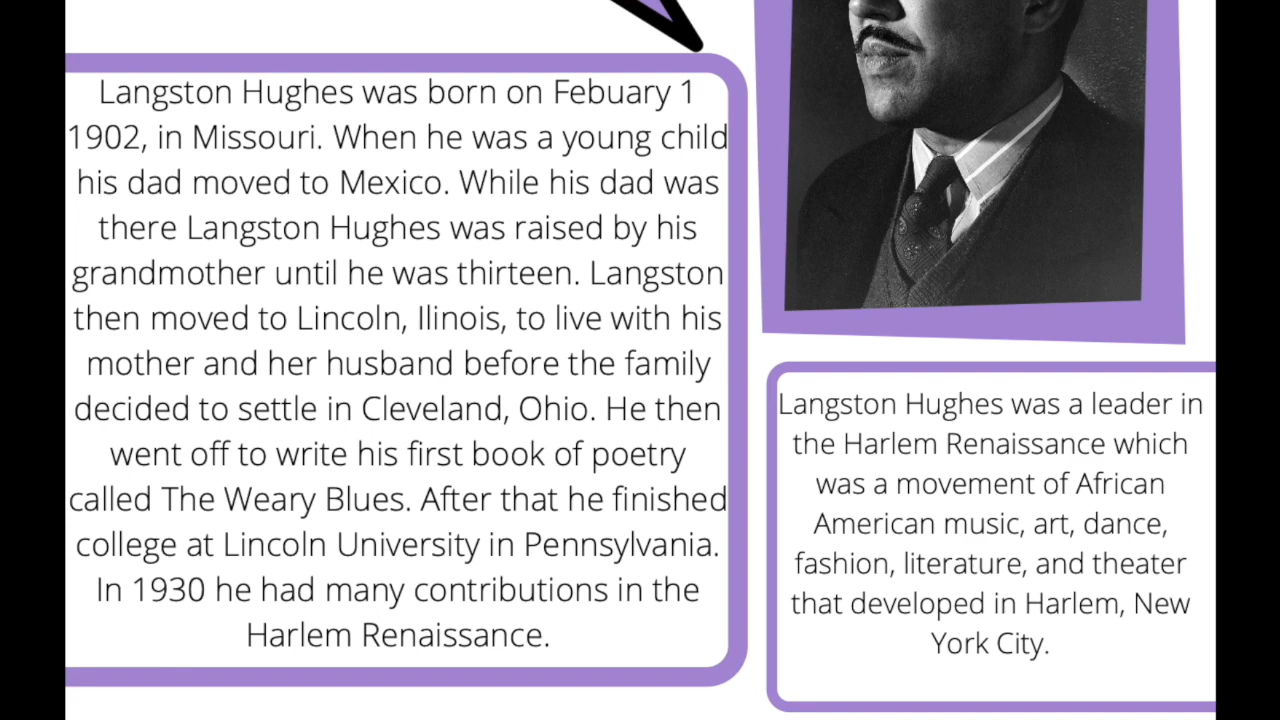 Langston Hughes was born on Febuary 1
1902, in Missouri. When he was a young child
his dad moved to Mexico. While his dad was
there Langston Hughes was raised by his
grandmother until he was thirteen. Langston
then moved to Lincoln, Ilinois, to live with his
mother and her husband before the family
decided to settle in Cleveland, Ohio. He then
went off to write his first book of poetry
called The Weary Blues. After that he finished
college at Lincoln University in Pennsylvania.
In 1930 he had many contributions in the
Harlem Renaissance.
Langston Hughes was a leader in
the Harlem Renaissance which
was a movement of African
American music, art, dance,
fashion, literature, and theater
that developed in Harlem, New
York City.